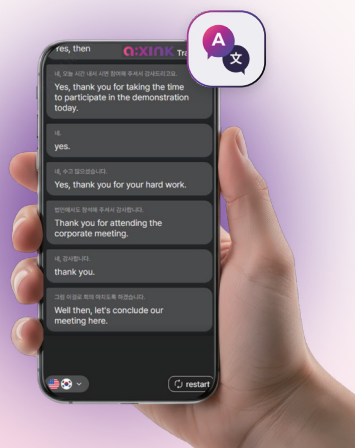 res, then
a:xink Tra
네, 오늘 시간 내서 시연 참여해 주셔서 감사드리고요.
Yes, thank you for taking the time
to participate in the demonstration
today.
네.
yes.
네, 수고 많으셨습니다.
Yes, thank you for your hard work.
법인에서도 참석해 주셔서 감사합니다.
Thank you for attending the
corporate meeting.
네, 감사합니다.
thank you.
그럼 이걸로 회의 마치도록 하겠습니다.
Well then, let's conclude our
meeting here.
restart
A
文